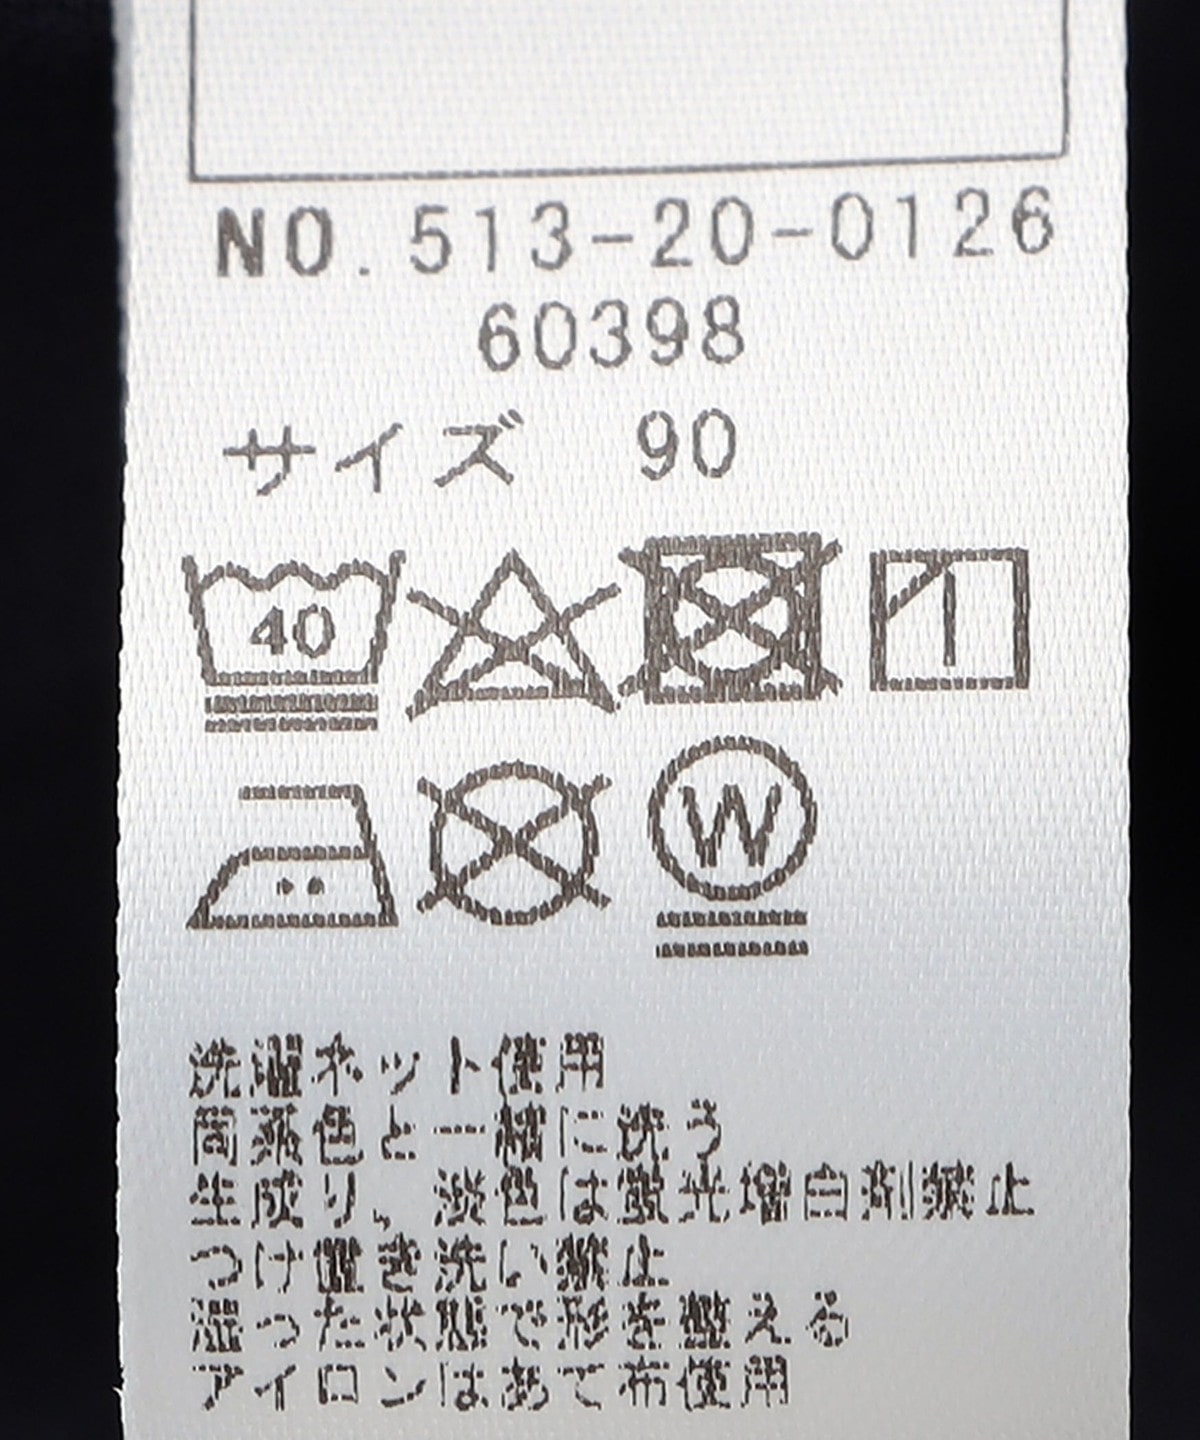 NO. 513-20-0126
60398
サイズ 90
40
W
洗濯ネット使用
同系色と一緒に洗う
生成り、淡色は蛍光増白剤禁止
つけ置き洗い禁止
湿った状態で形を整える
アイロンはあて布使用